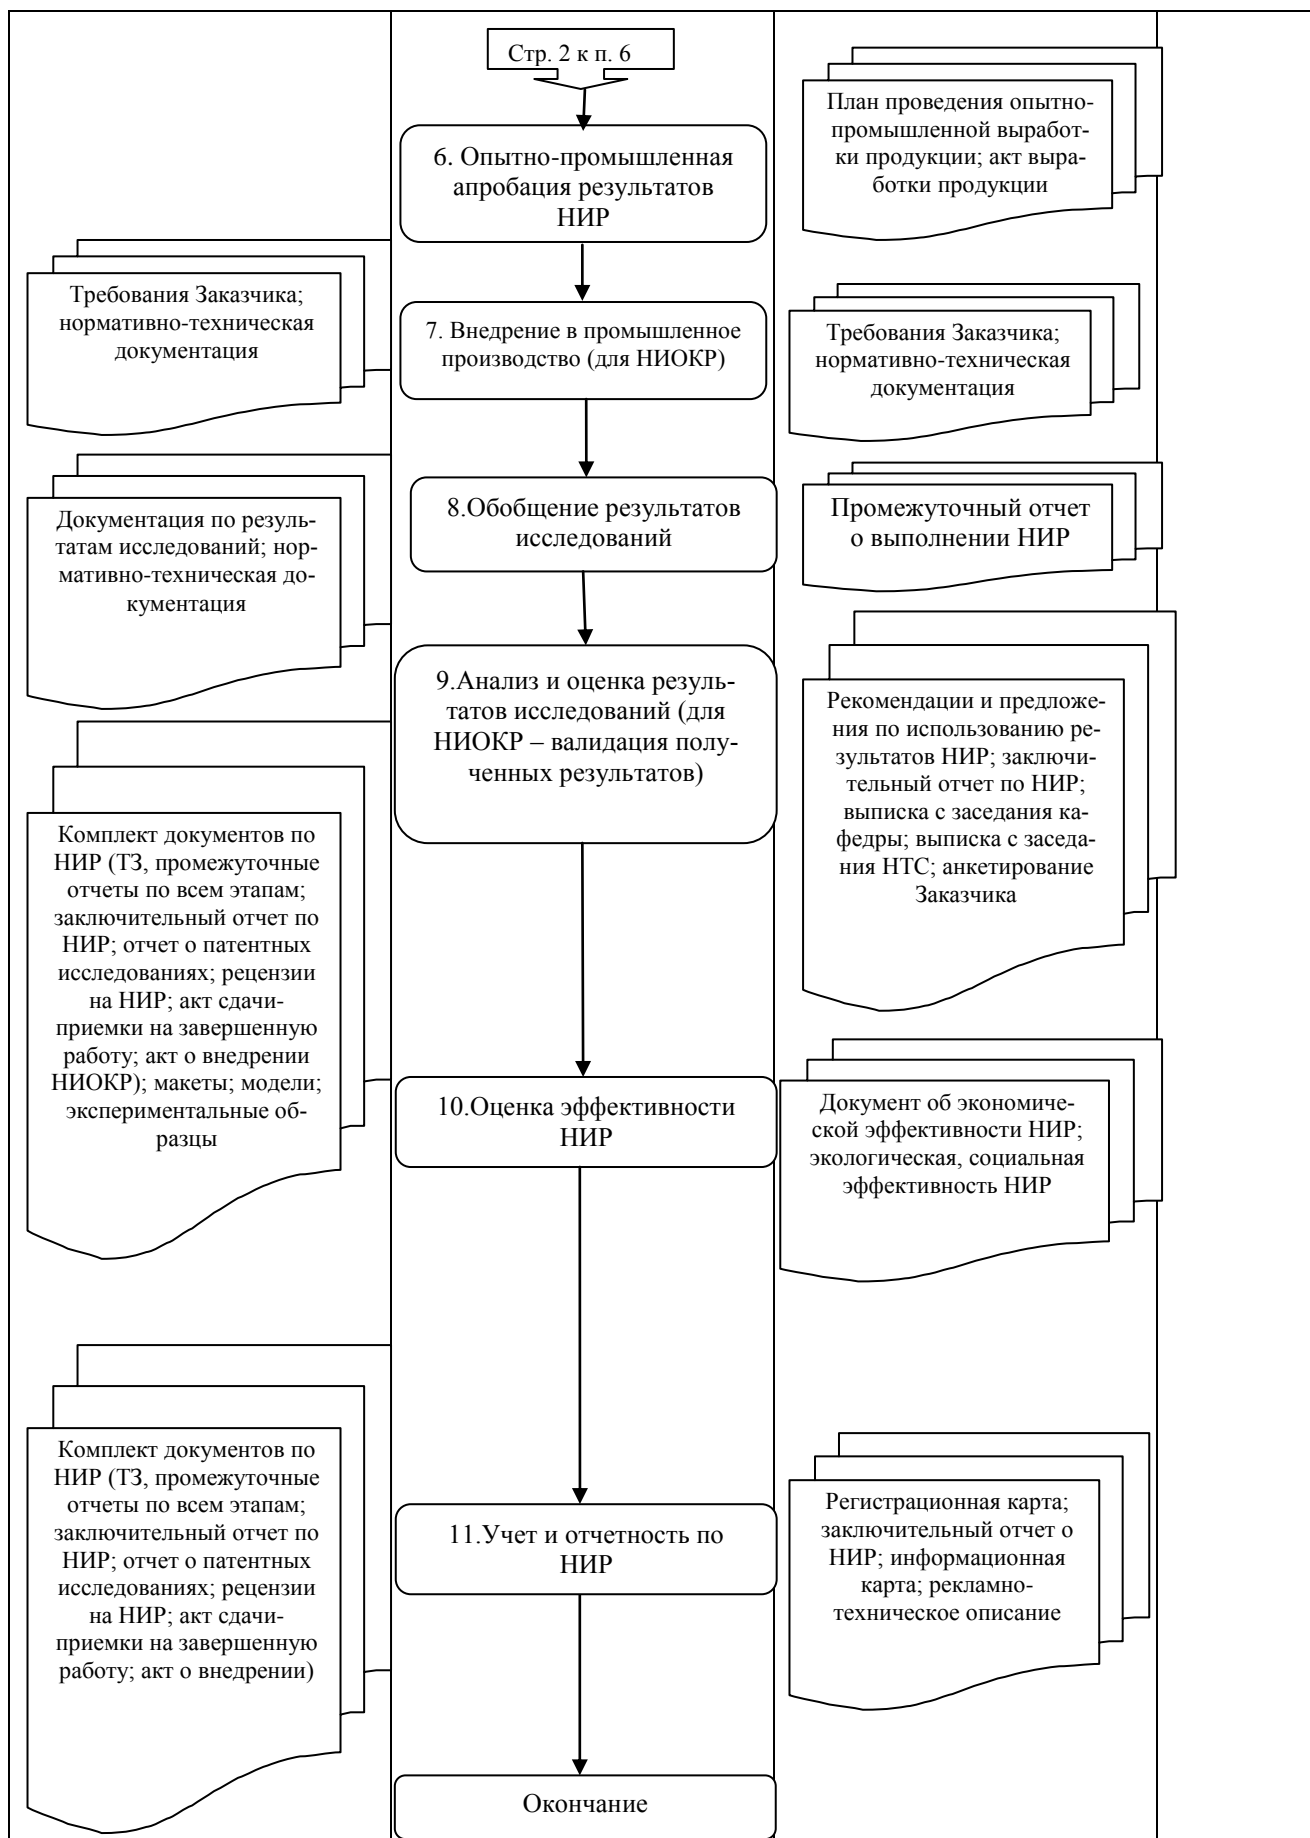 Стр. 2 к п. 6
План проведения опытно-
промышленной выработ-
ки продукции; акт выра-
ботки продукции
6. Опытно-промышленная
апробация результатов
НИР
Требования Заказчика;
нормативно-техническая
документация
7. Внедрение в промышленное
производство (для НИОКР)
Требования Заказчика;
нормативно-техническая
документация
Документация по резуль-
татам исследований; нор-
мативно-техническая до-
кументация
8.Обобщение результатов
исследований
Промежуточный отчет
о выполнении НИР
9.Анализ и оценка резуль-
татов исследований (для
НИОКР – валидация полу-
ченных результатов)
Рекомендации и предложе-
ния по использованию ре-
зультатов НИР; заключи-
тельный отчет по НИР;
выписка с заседания ка-
федры; выписка с заседа-
ния НТС; анкетирование
Заказчика
Комплект документов по
НИР (ТЗ, промежуточные
отчеты по всем этапам;
заключительный отчет по
НИР; отчет о патентных
исследованиях; рецензии
на НИР; акт сдачи-
приемки на завершенную
работу; акт о внедрении
НИОКР); макеты; модели;
экспериментальные об-
разцы
10.Оценка эффективности
НИР
Документ об экономиче-
ской эффективности НИР;
экологическая, социальная
эффективность НИР
Комплект документов по
НИР (ТЗ, промежуточные
отчеты по всем этапам;
заключительный отчет по
НИР; отчет о патентных
исследованиях; рецензии
на НИР; акт сдачи-
приемки на завершенную
работу; акт о внедрении)
11.Учет и отчетность по
НИР
Регистрационная карта;
заключительный отчет о
НИР; информационная
карта; рекламно-
техническое описание
Окончание